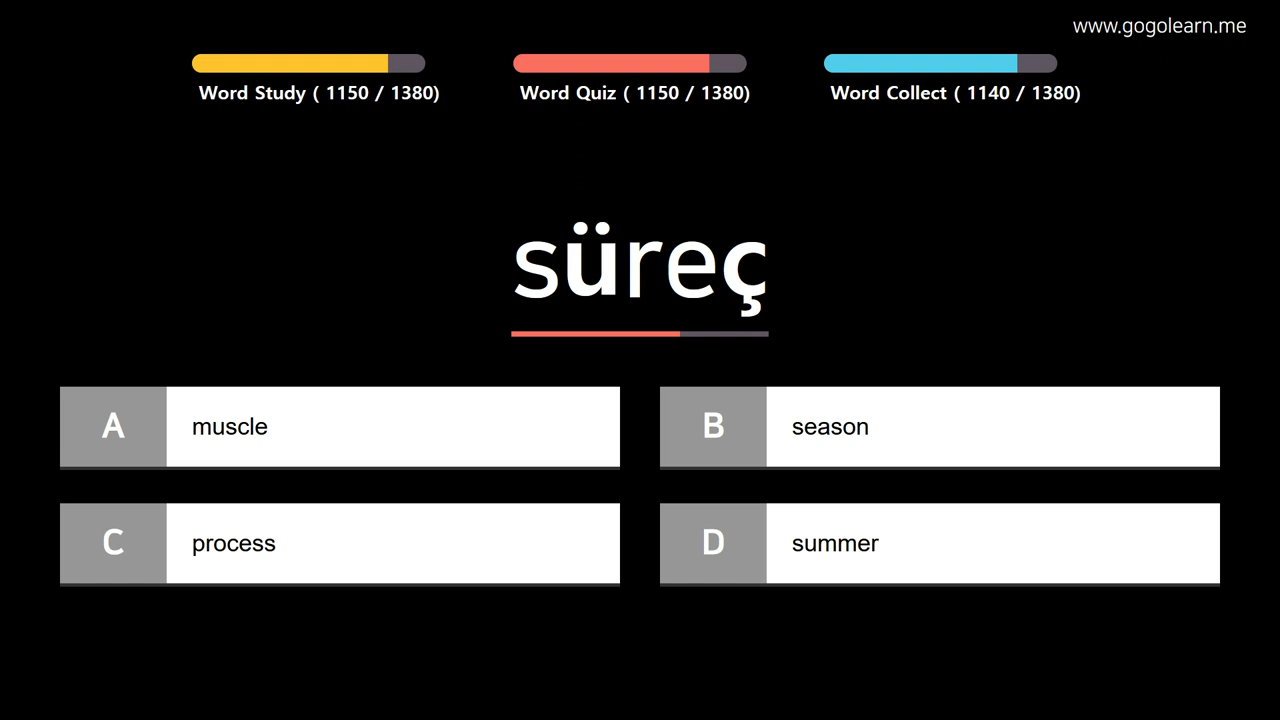 www.gogolearn.me
Word Study ( 1150 / 1380)
Word Quiz ( 1150 / 1380)
Word Collect ( 1140 / 1380)
süreç
A muscle
B season
C process
D summer